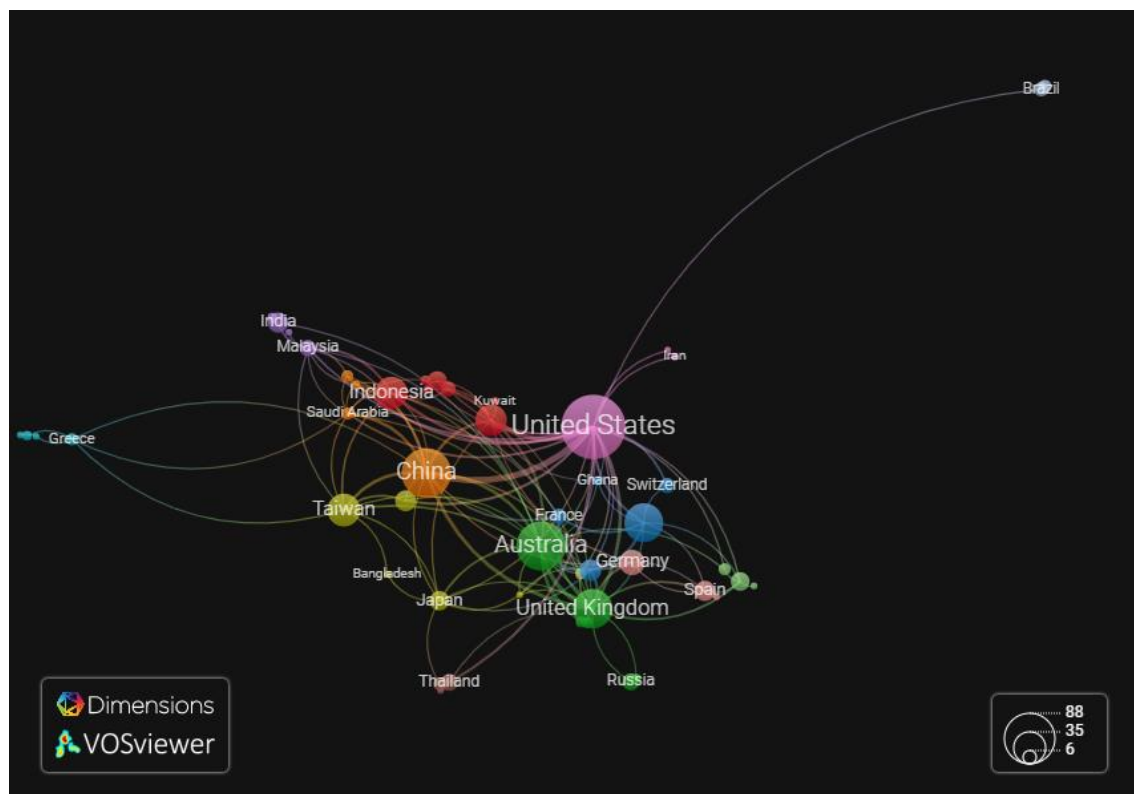 Brazil
India
Malaysia
Iran
Indonesia
Kuwait
Saudi Arabia
United States
Greece
China
Ghana
Switzerland
Taiwan
France
Australia
Germany
Bangladesh
Spain
Japan
United Kingdom
Thailand
Russia
Dimensions
VOSviewer
88
35
6